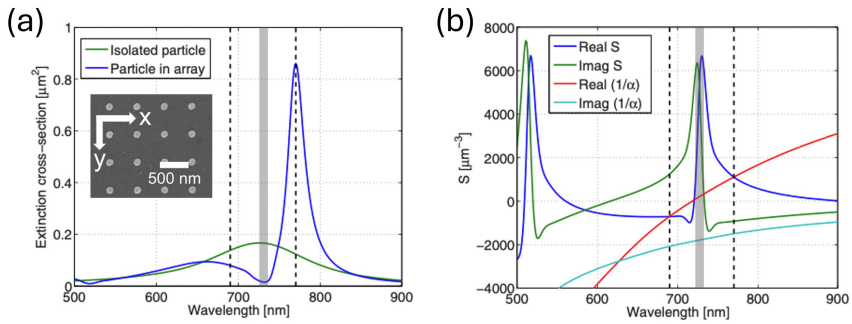 (a)
Extinction cross−section [μm²]
1
0.8
0.6
0.4
0.2
0
Isolated particle
Particle in array
x
y
500 nm
500 600 700 800 900
Wavelength [nm]
(b)
S [μm⁻³]
8000
6000
4000
2000
0
−2000
−4000
Real S
Imag S
Real (1/α)
Imag (1/α)
500 600 700 800 900
Wavelength [nm]